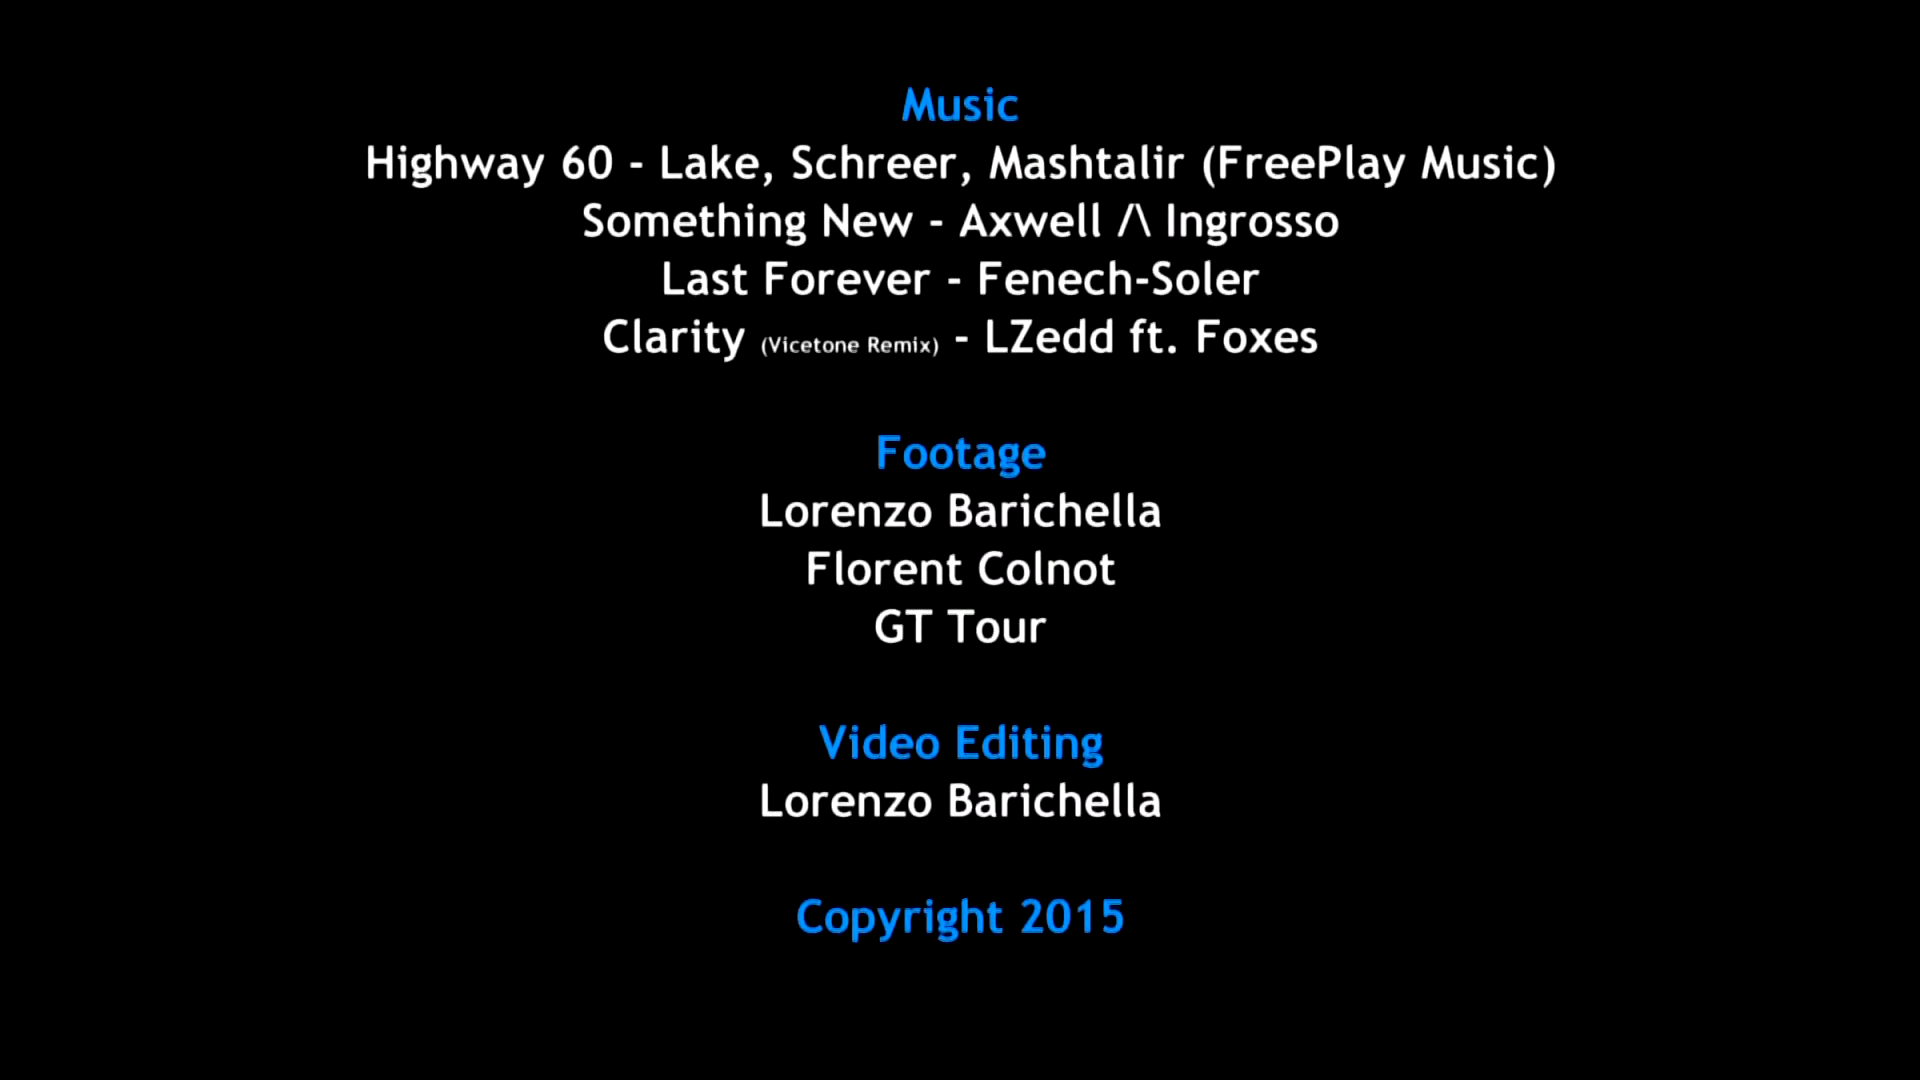 Music
Highway 60 - Lake, Schreer, Mashtalir (FreePlay Music)
Something New - Axwell /\ Ingrosso
Last Forever - Fenech-Soler
Clarity (Vicetone Remix) - LZedd ft. Foxes
Footage
Lorenzo Barichella
Florent Colnot
GT Tour
Video Editing
Lorenzo Barichella
Copyright 2015